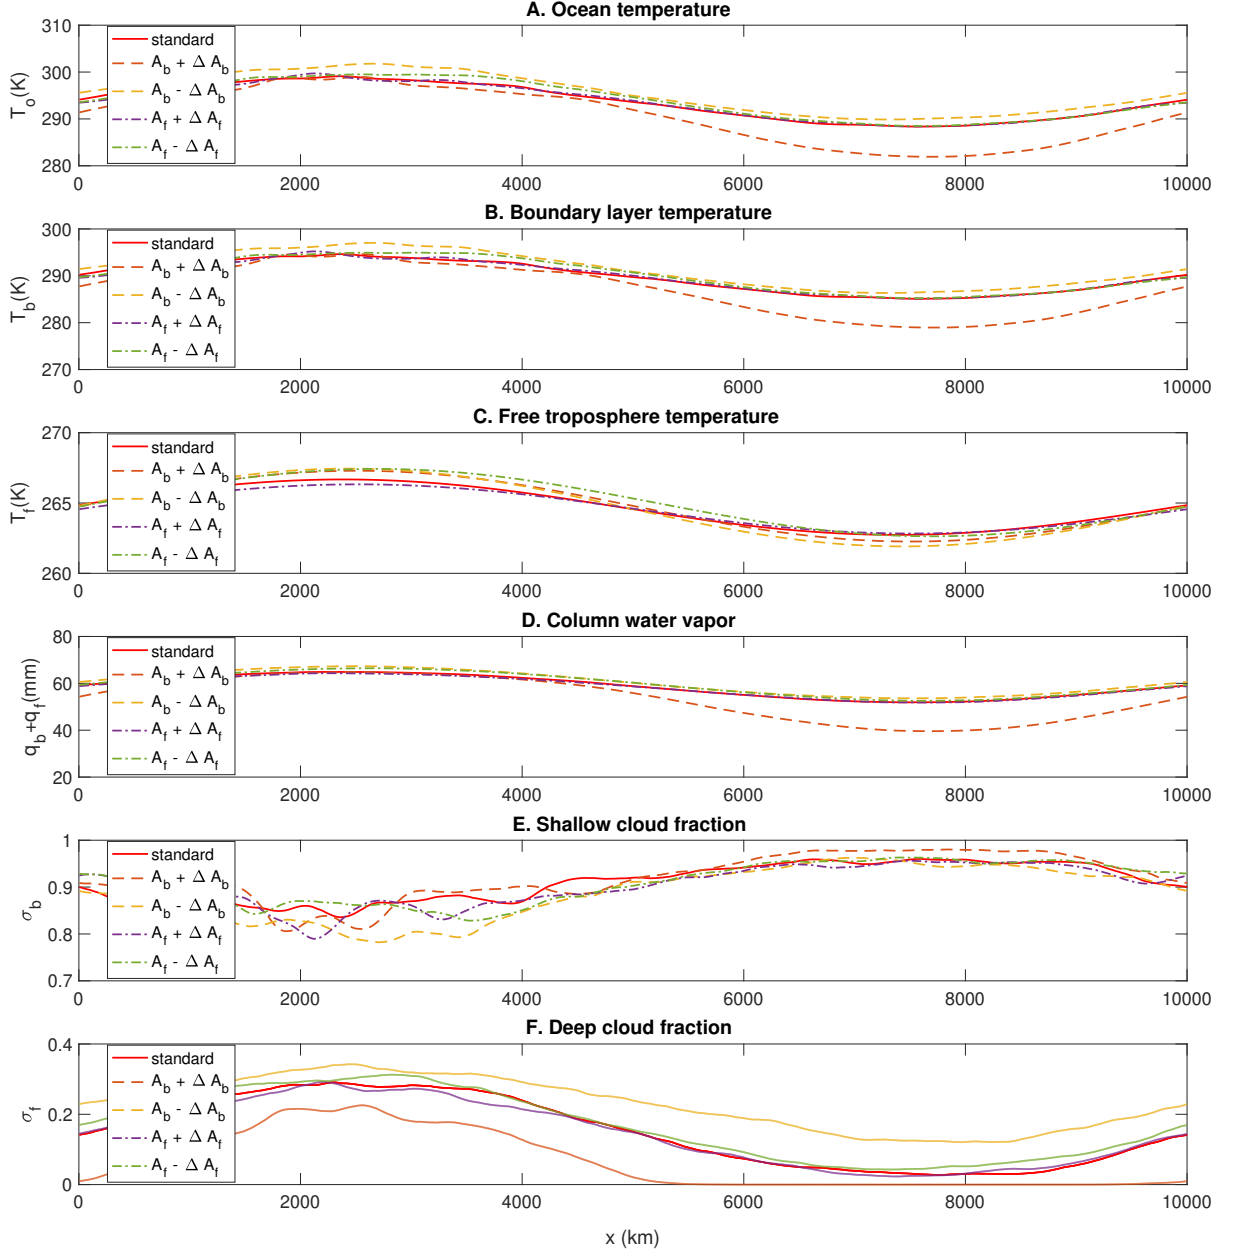 A. Ocean temperature
310
300
290
280
T_o(K)
standard
A_b + Δ A_b
A_b - Δ A_b
A_f + Δ A_f
A_f - Δ A_f
0 2000 4000 6000 8000 10000
B. Boundary layer temperature
300
290
280
270
T_b(K)
standard
A_b + Δ A_b
A_b - Δ A_b
A_f + Δ A_f
A_f - Δ A_f
0 2000 4000 6000 8000 10000
C. Free troposphere temperature
270
265
260
T_f(K)
standard
A_b + Δ A_b
A_b - Δ A_b
A_f + Δ A_f
A_f - Δ A_f
0 2000 4000 6000 8000 10000
D. Column water vapor
80
60
40
20
q_b+q_f(mm)
standard
A_b + Δ A_b
A_b - Δ A_b
A_f + Δ A_f
A_f - Δ A_f
0 2000 4000 6000 8000 10000
E. Shallow cloud fraction
1
0.9
0.8
0.7
σ_b
standard
A_b + Δ A_b
A_b - Δ A_b
A_f + Δ A_f
A_f - Δ A_f
0 2000 4000 6000 8000 10000
F. Deep cloud fraction
0.4
0.2
0
σ_f
standard
A_b + Δ A_b
A_b - Δ A_b
A_f + Δ A_f
A_f - Δ A_f
0 2000 4000 6000 8000 10000
x (km)